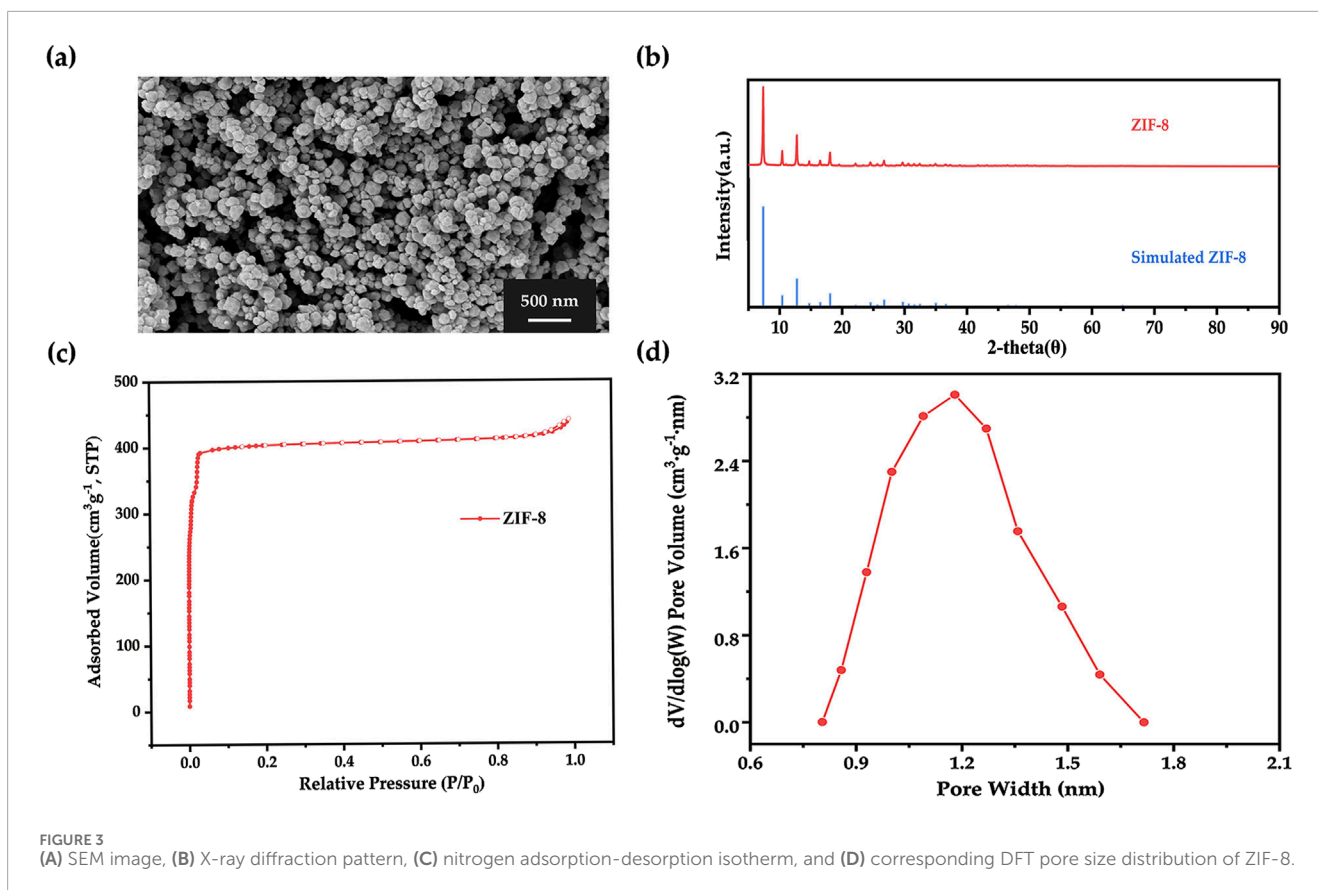 (a)
500 nm
(b)
Intensity(a.u.)
ZIF-8
Simulated ZIF-8
10 20 30 40 50 60 70 80 90
2-theta(θ)
(c)
Adsorbed Volume(cm³g⁻¹, STP)
500
400
300
200
100
0
ZIF-8
0.0 0.2 0.4 0.6 0.8 1.0
Relative Pressure (P/P₀)
(d)
dV/dlog(W) Pore Volume (cm³·g⁻¹·nm)
3.2
2.4
1.6
0.8
0.0
0.6 0.9 1.2 1.5 1.8 2.1
Pore Width (nm)
FIGURE 3
(A) SEM image, (B) X-ray diffraction pattern, (C) nitrogen adsorption-desorption isotherm, and (D) corresponding DFT pore size distribution of ZIF-8.